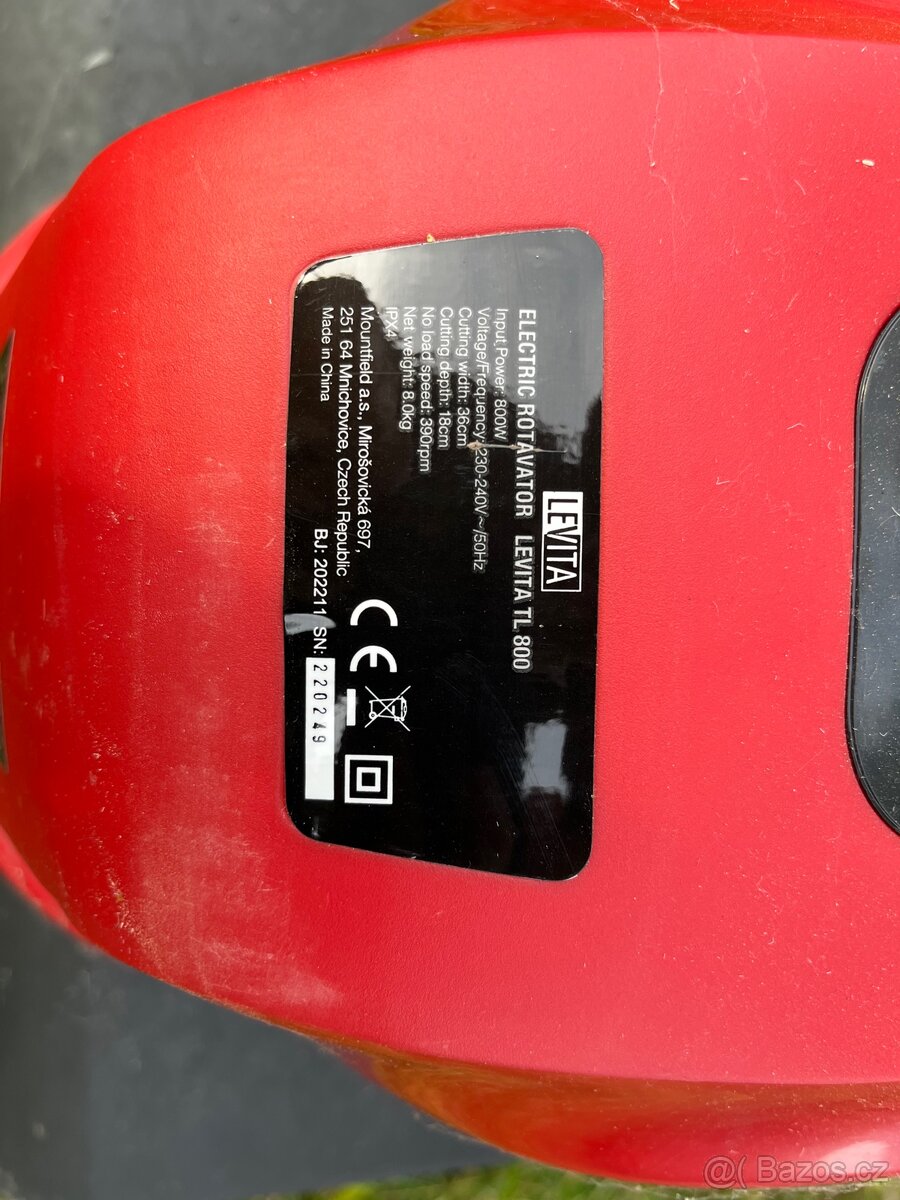 LEVITA
ELECTRIC ROTAVATOR LEVITA TL 800
Input Power: 800W
Voltage/Frequency: 230-240V~/50Hz
Cutting width: 36cm
Cutting depth: 18cm
No load speed: 390rpm
Net weight: 8.0kg
IPX4
Mountfield a.s., Mirošovická 697,
251 64 Mnichovice, Czech Republic
Made in China
BJ: 202211 SN: 220249
CE
@( Bazos.cz